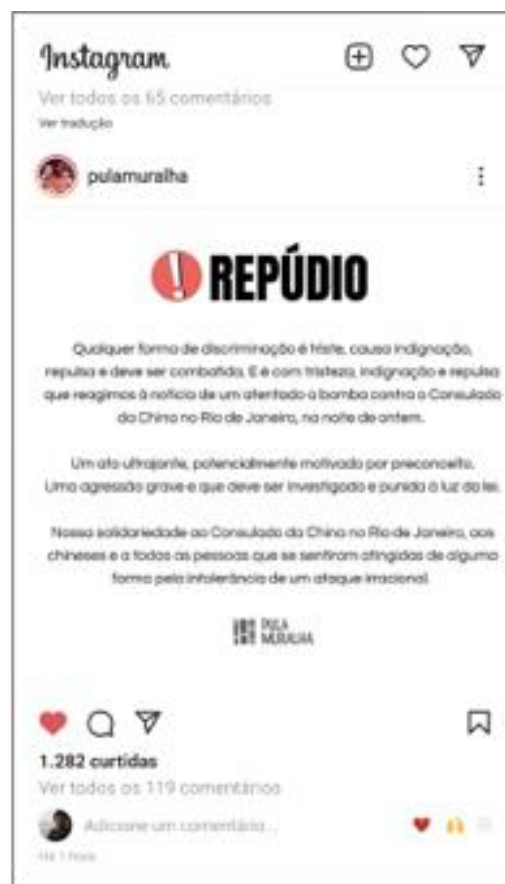 Instagram
Ver todos os 65 comentários
Ver tradução
pulamuralha
! REPÚDIO
Qualquer forma de discriminação é triste, causa indignação,
repulsa e deve ser combatida. E é com tristeza, indignação e repulsa
que reagimos à notícia de um atentado a bomba contra o Consulado
da China no Rio de Janeiro, na noite de ontem.
Um ato ultrajante, potencialmente motivado por preconceito.
Uma agressão grave e que deve ser investigada e punida à luz da lei.
Nossa solidariedade ao Consulado da China no Rio de Janeiro, aos
chineses e a todas as pessoas que se sentiram atingidas de alguma
forma pela intolerância de um ataque irracional.
PULA
MURALHA
1.282 curtidas
Ver todos os 119 comentários
Adicione um comentário...
Há 1 hora